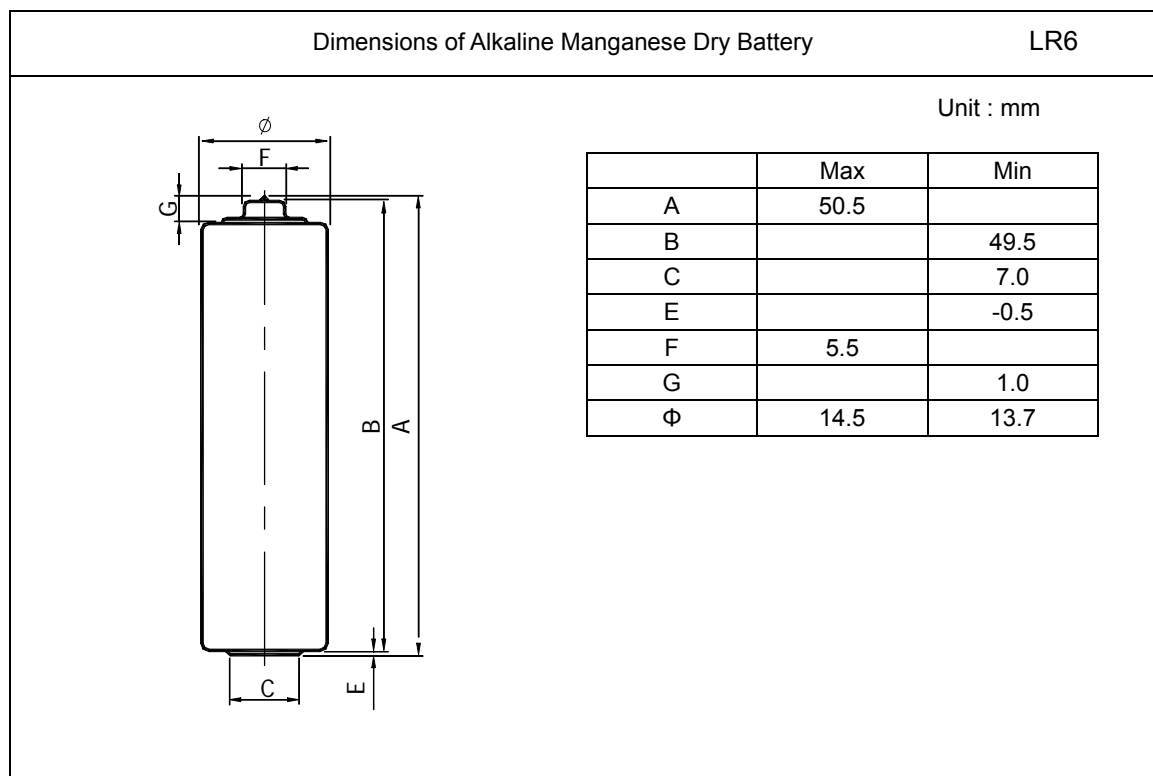 Dimensions of Alkaline Manganese Dry Battery LR6
Unit : mm
Ø
F
G
B
A
C
E
Max Min
A 50.5
B 49.5
C 7.0
E -0.5
F 5.5
G 1.0
Φ 14.5 13.7